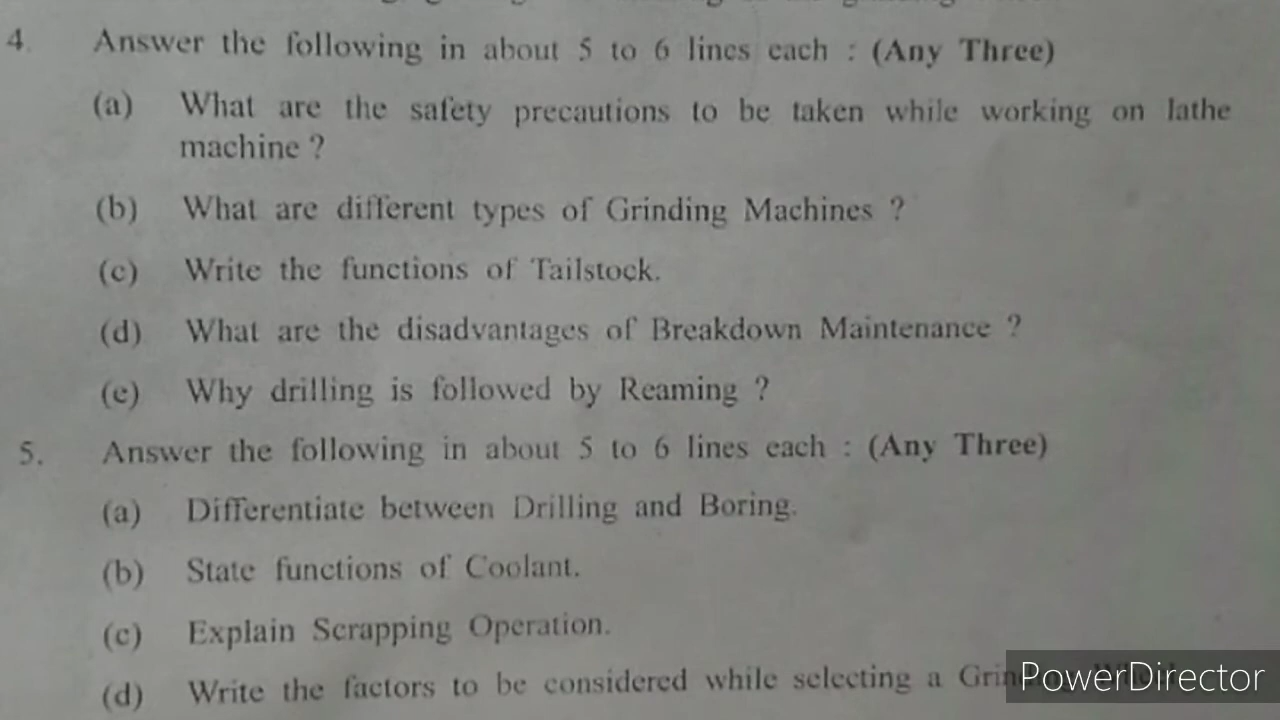 4. Answer the following in about 5 to 6 lines each : (Any Three)
(a) What are the safety precautions to be taken while working on lathe
machine ?
(b) What are different types of Grinding Machines ?
(c) Write the functions of Tailstock.
(d) What are the disadvantages of Breakdown Maintenance ?
(e) Why drilling is followed by Reaming ?
5. Answer the following in about 5 to 6 lines each : (Any Three)
(a) Differentiate between Drilling and Boring.
(b) State functions of Coolant.
(c) Explain Scrapping Operation.
(d) Write the factors to be considered while selecting a
PowerDirector